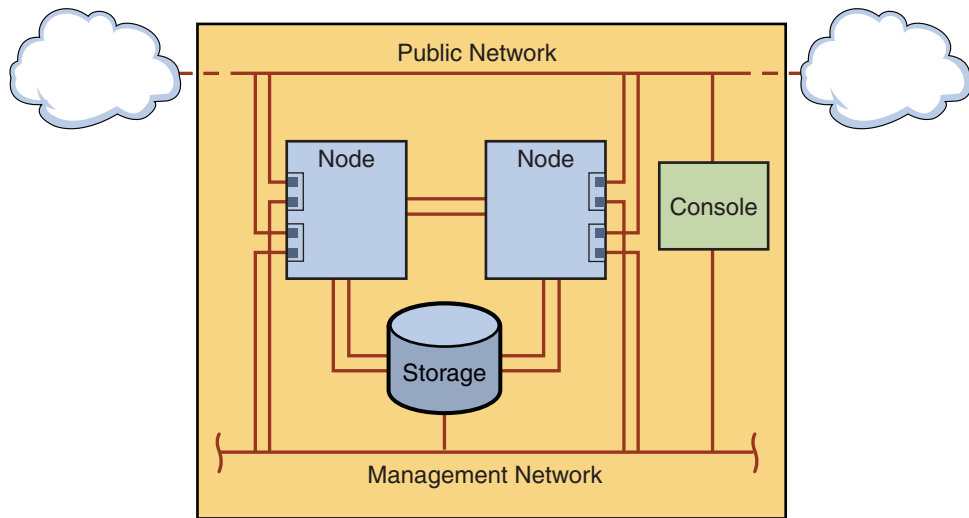 Public Network
Node
Node
Console
Storage
Management Network